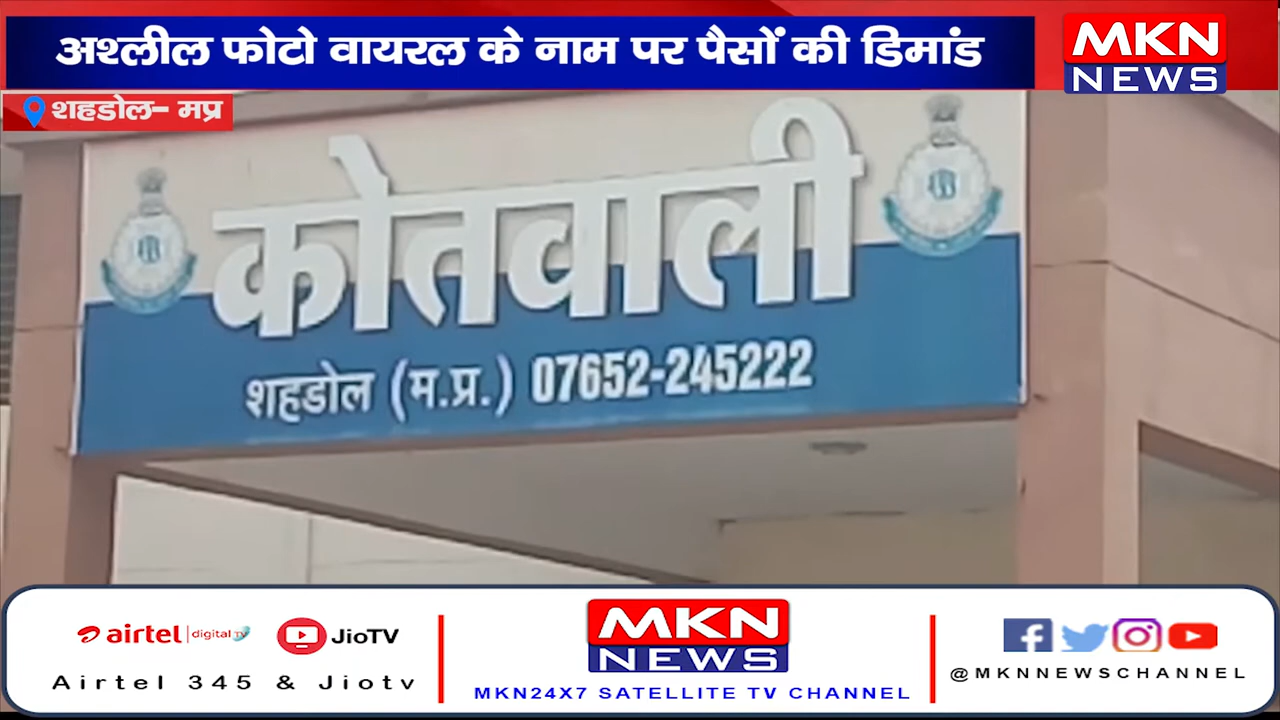 अश्लील फोटो वायरल के नाम पर पैसों की डिमांड
MKN
NEWS
शहडोल- मप्र
कोतवाली
शहडोल (म.प्र.) 07652-245222
airtel digital TV
JioTV
Airtel 345 & Jiotv
MKN
NEWS
MKN24X7 SATELLITE TV CHANNEL
@MKNNEWSCHANNEL